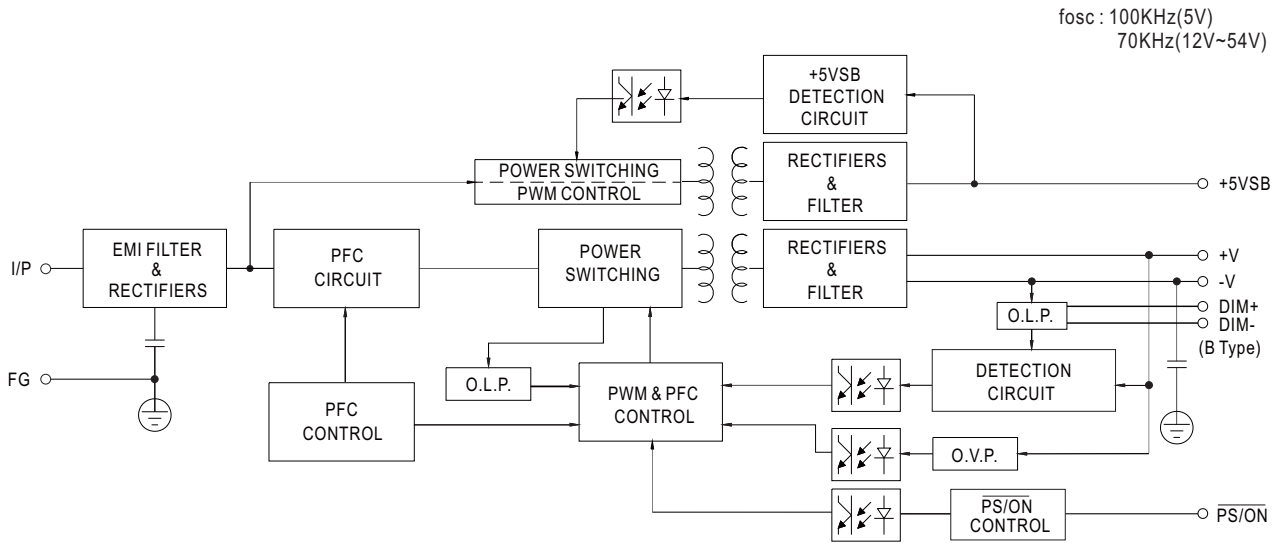 fosc : 100KHz(5V)
70KHz(12V~54V)
+5VSB
DETECTION
CIRCUIT
POWER SWITCHING
PWM CONTROL
RECTIFIERS
&
FILTER
+5VSB
I/P
EMI FILTER
&
RECTIFIERS
PFC
CIRCUIT
POWER
SWITCHING
RECTIFIERS
&
FILTER
+V
-V
O.L.P.
DIM+
DIM-
(B Type)
FG
PFC
CONTROL
O.L.P.
PWM & PFC
CONTROL
DETECTION
CIRCUIT
O.V.P.
PS/ON
CONTROL
PS/ON